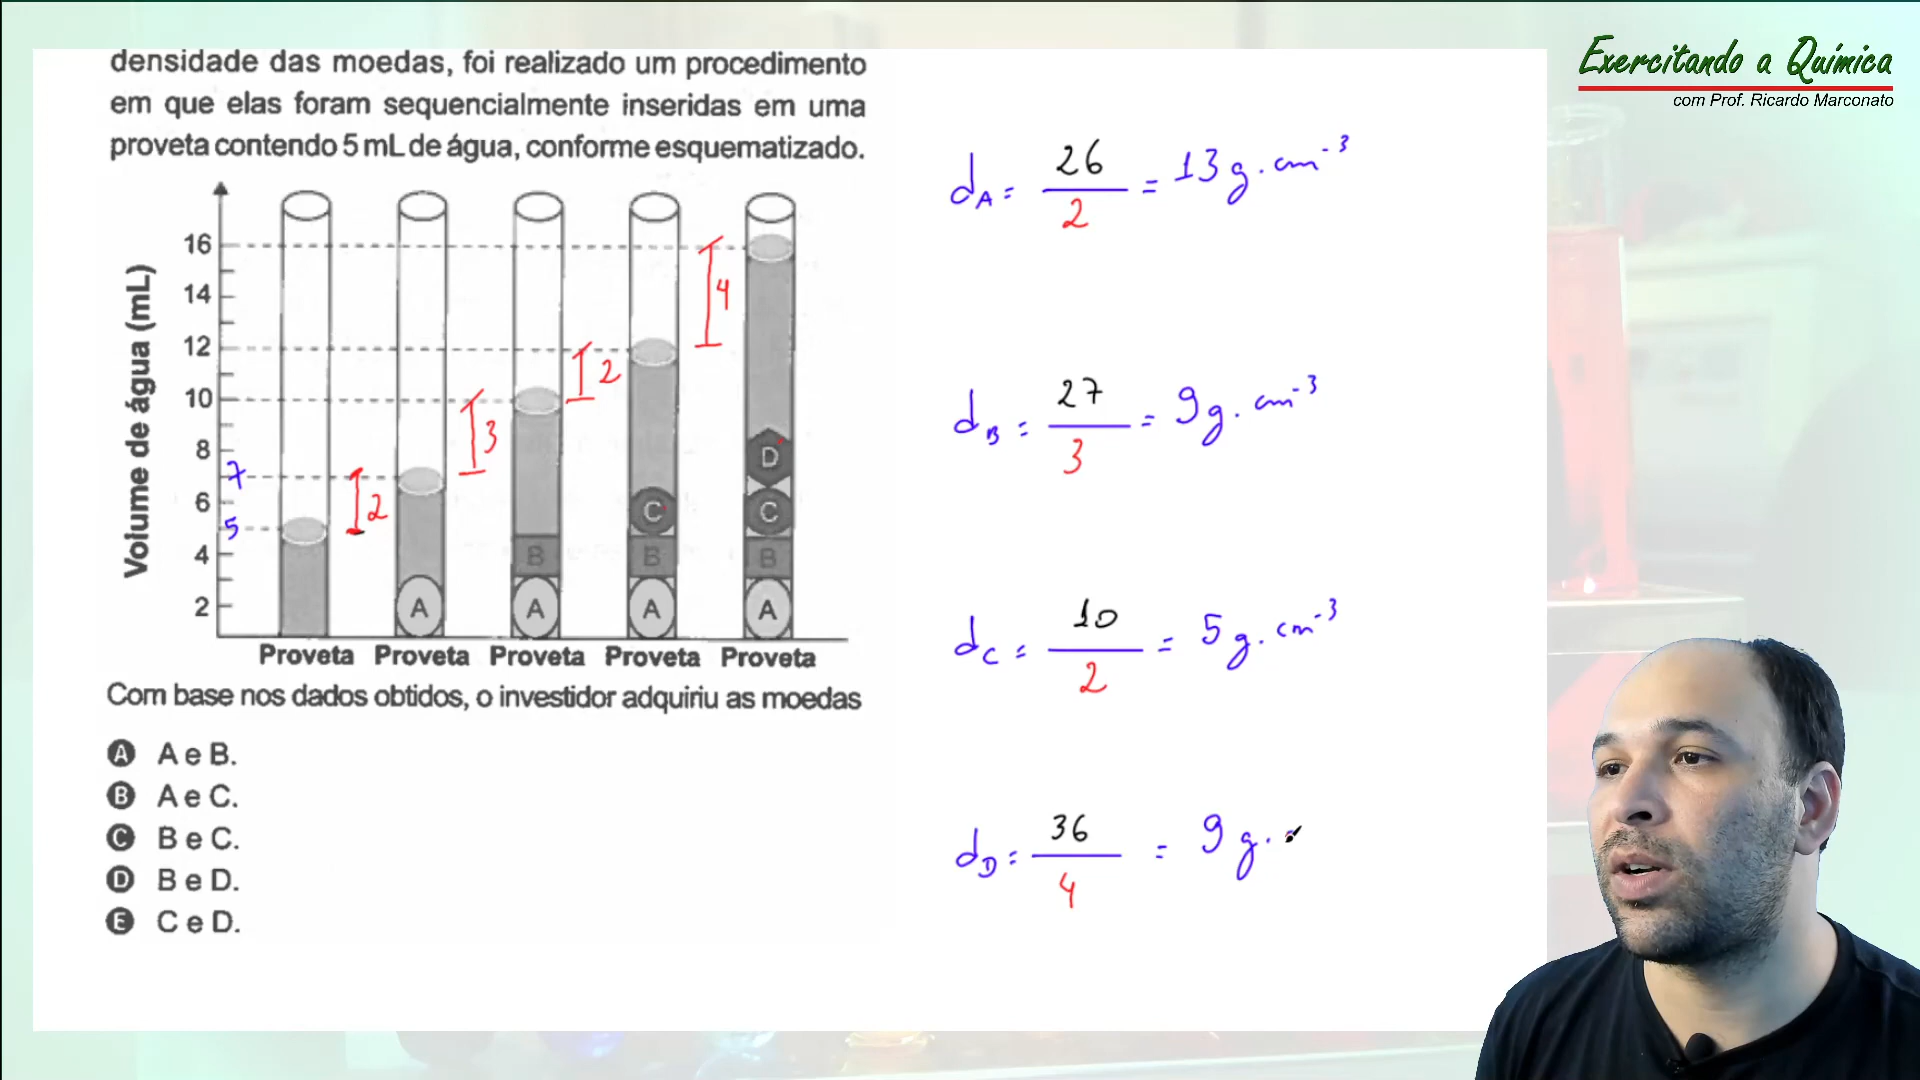 densidade das moedas, foi realizado um procedimento
em que elas foram sequencialmente inseridas em uma
proveta contendo 5 mL de água, conforme esquematizado.
Volume de água (mL)
16
14
12
10
8
7
6
5
4
2
2
3
2
4
A
B
A
C
B
A
D
C
B
A
Proveta Proveta Proveta Proveta Proveta
Com base nos dados obtidos, o investidor adquiriu as moedas
A A e B.
B A e C.
C B e C.
D B e D.
E C e D.
dA = 26/2 = 13 g.cm⁻³
dB = 27/3 = 9 g.cm⁻³
dC = 10/2 = 5 g.cm⁻³
dD = 36/4 = 9 g.
Exercitando a Química
com Prof. Ricardo Marconato